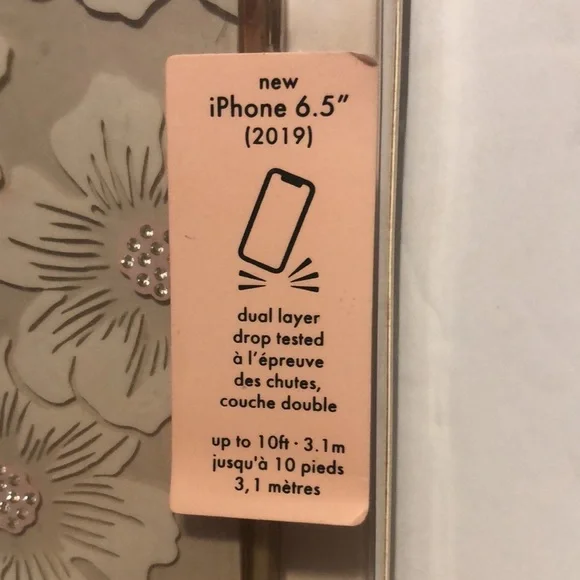 new
iPhone 6.5"
(2019)
dual layer
drop tested
à l'épreuve
des chutes,
couche double
up to 10ft · 3.1m
jusqu'à 10 pieds
3,1 mètres